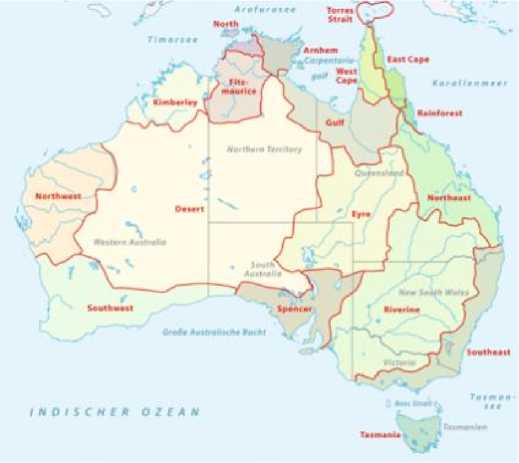 Arafurasee
Torres
Strait
North
Timorsee
Arnhem
Carpentaria-
golf
East Cape
West
Cape
Korallenmeer
Fitz-
maurice
Kimberley
Rainforest
Gulf
Northern Territory
Queensland
Northwest
Northeast
Desert
Eyre
Western Australia
South
Australia
New South Wales
Southwest
Spencer
Riverine
Große Australische Bucht
Southeast
Victoria
Tasman-
see
Bass Strait
INDISCHER OZEAN
Tasmanien
Tasmania